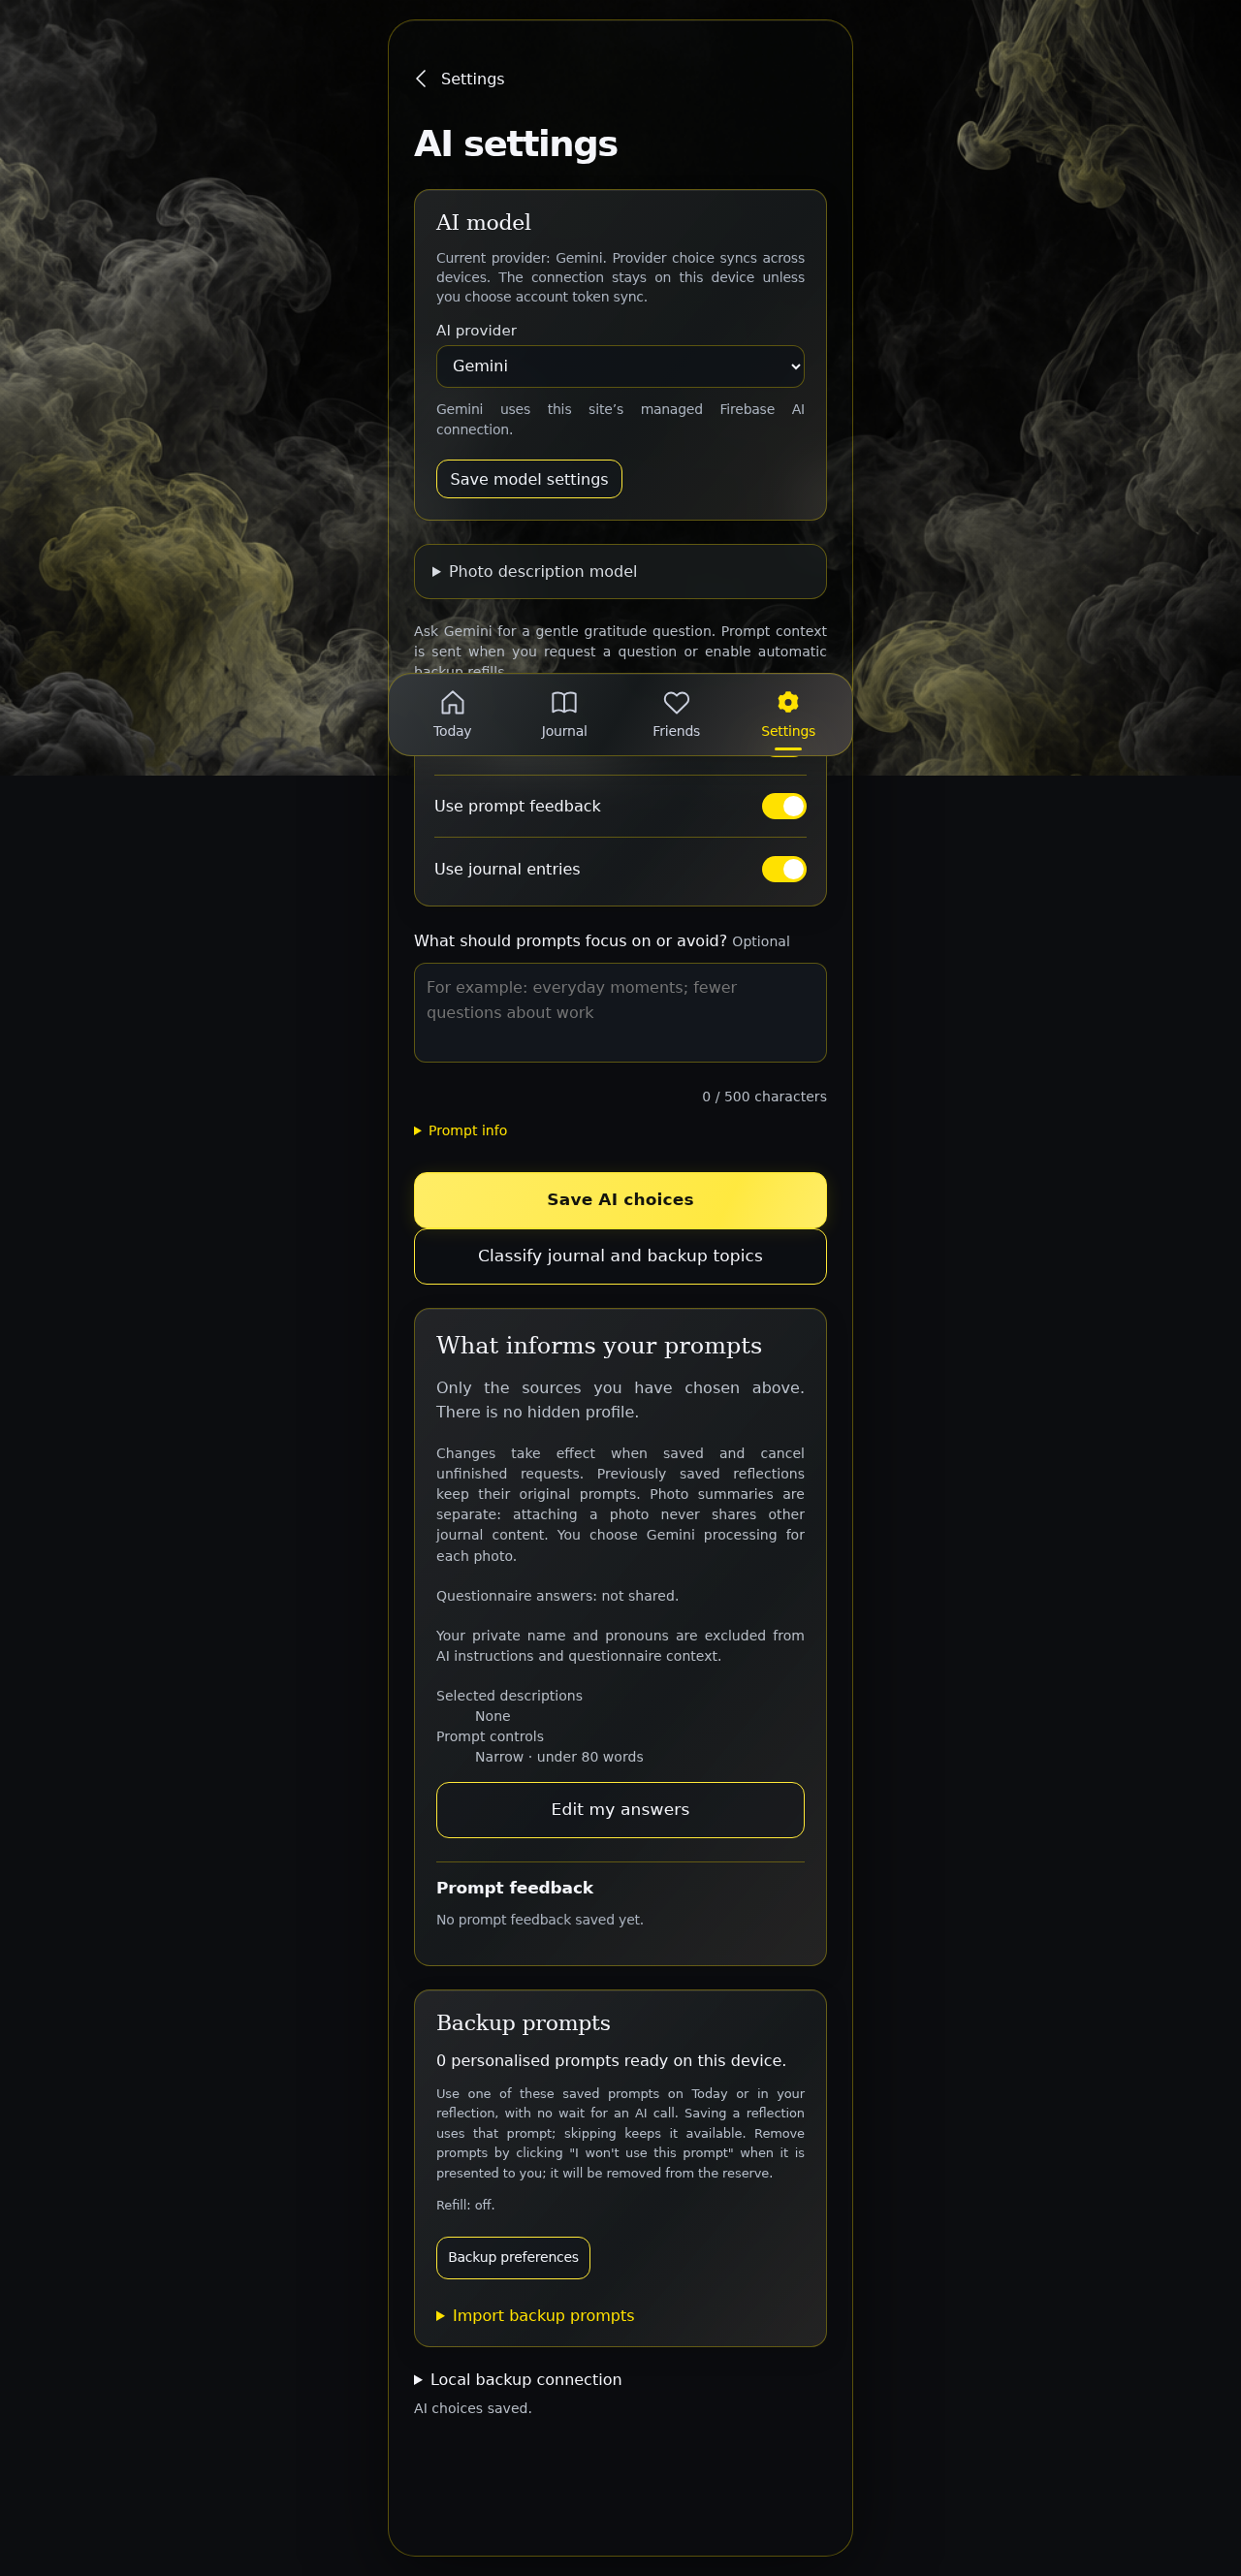 Settings
AI settings
AI model
Current provider: Gemini. Provider choice syncs across
devices. The connection stays on this device unless
you choose account token sync.
AI provider
Gemini
Gemini uses this site’s managed Firebase AI
connection.
Save model settings
Photo description model
Ask Gemini for a gentle gratitude question. Prompt context
is sent when you request a question or enable automatic
backup refills.
Today
Journal
Friends
Settings
Use prompt feedback
Use journal entries
What should prompts focus on or avoid? Optional
For example: everyday moments; fewer
questions about work
0 / 500 characters
Prompt info
Save AI choices
Classify journal and backup topics
What informs your prompts
Only the sources you have chosen above.
There is no hidden profile.
Changes take effect when saved and cancel
unfinished requests. Previously saved reflections
keep their original prompts. Photo summaries are
separate: attaching a photo never shares other
journal content. You choose Gemini processing for
each photo.
Questionnaire answers: not shared.
Your private name and pronouns are excluded from
AI instructions and questionnaire context.
Selected descriptions
None
Prompt controls
Narrow · under 80 words
Edit my answers
Prompt feedback
No prompt feedback saved yet.
Backup prompts
0 personalised prompts ready on this device.
Use one of these saved prompts on Today or in your
reflection, with no wait for an AI call. Saving a reflection
uses that prompt; skipping keeps it available. Remove
prompts by clicking "I won't use this prompt" when it is
presented to you; it will be removed from the reserve.
Refill: off.
Backup preferences
Import backup prompts
Local backup connection
AI choices saved.